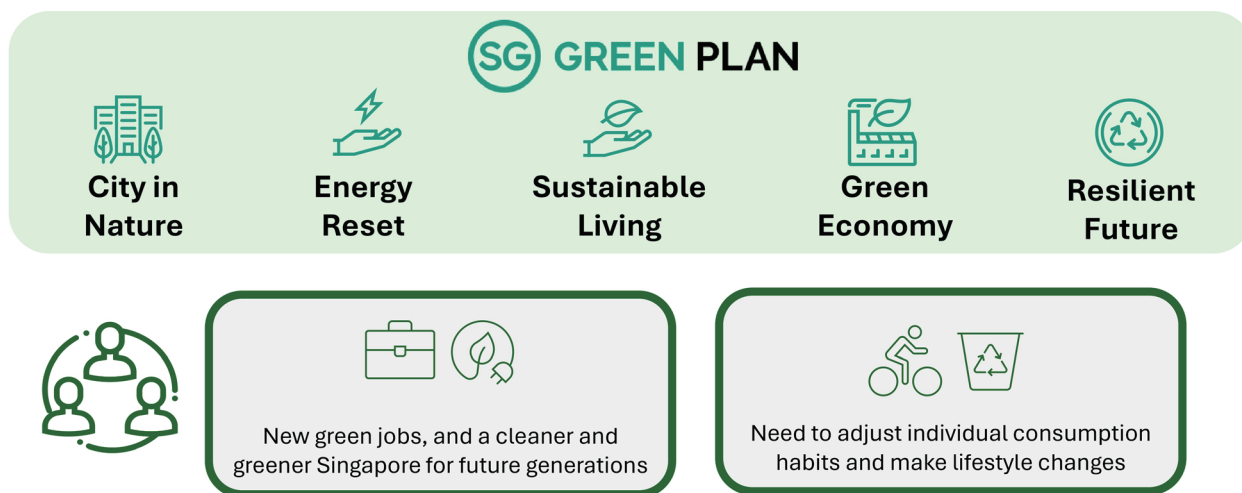 SG GREEN PLAN
City in
Nature
Energy
Reset
Sustainable
Living
Green
Economy
Resilient
Future
New green jobs, and a cleaner and
greener Singapore for future generations
Need to adjust individual consumption
habits and make lifestyle changes